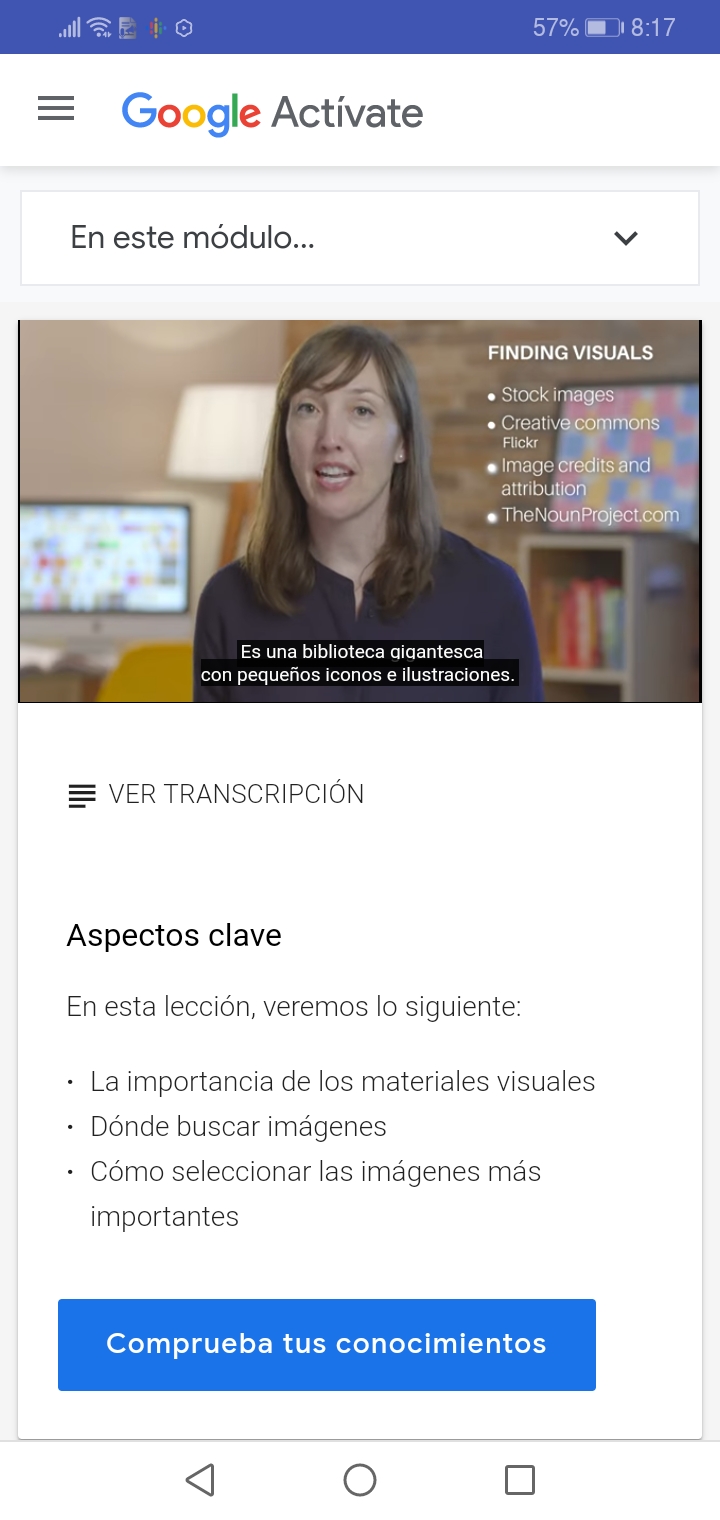 57% 8:17
Google Actívate
En este módulo...
FINDING VISUALS
• Stock images
• Creative commons
Flickr
• Image credits and
attribution
• TheNounProject.com
Es una biblioteca gigantesca
con pequeños iconos e ilustraciones.
VER TRANSCRIPCIÓN
Aspectos clave
En esta lección, veremos lo siguiente:
• La importancia de los materiales visuales
• Dónde buscar imágenes
• Cómo seleccionar las imágenes más
importantes
Comprueba tus conocimientos